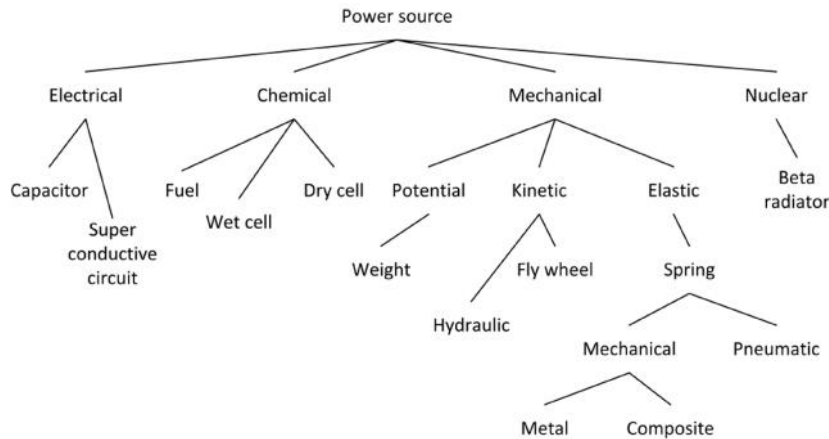 Power source
Electrical
Chemical
Mechanical
Nuclear
Capacitor
Super
conductive
circuit
Fuel
Wet cell
Dry cell
Potential
Kinetic
Elastic
Beta
radiator
Weight
Hydraulic
Fly wheel
Spring
Mechanical
Pneumatic
Metal
Composite